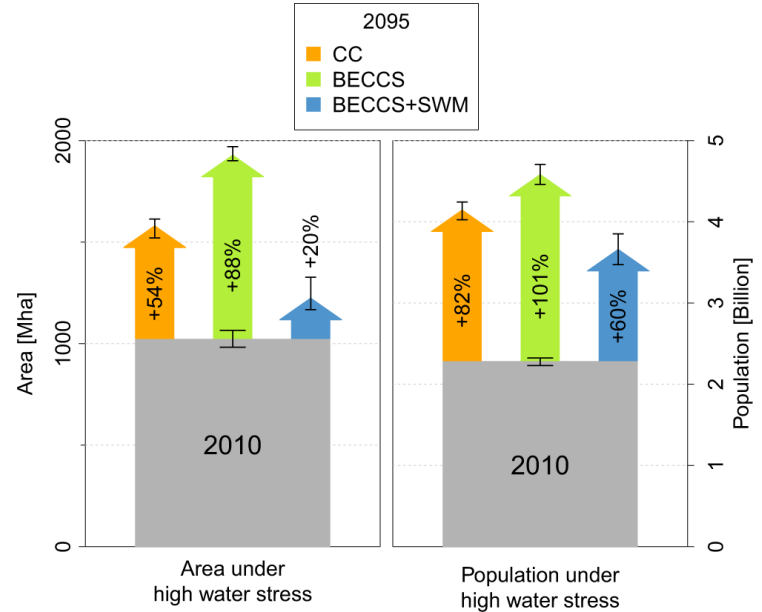 2095
CC
BECCS
BECCS+SWM
Area [Mha]
0
1000
2000
+54%
+88%
+20%
2010
Area under
high water stress
+82%
+101%
+60%
2010
Population under
high water stress
0
1
2
3
4
5
Population [Billion]